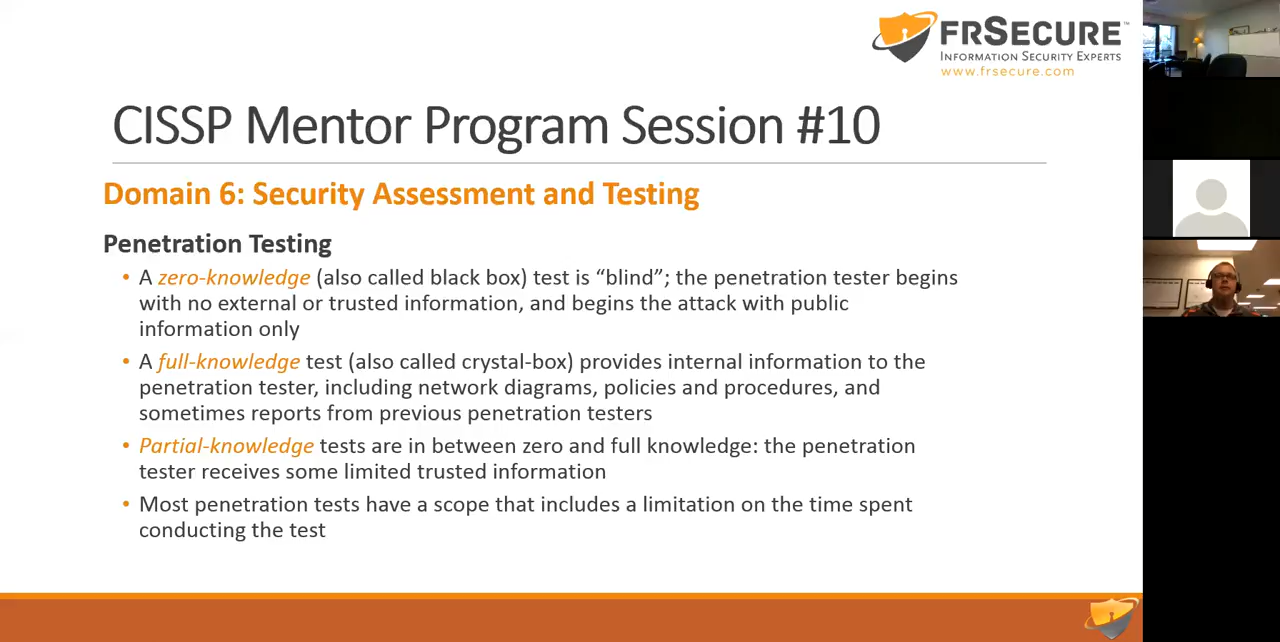 FRSECURE™
INFORMATION SECURITY EXPERTS
www.frsecure.com
CISSP Mentor Program Session #10
Domain 6: Security Assessment and Testing
Penetration Testing
• A zero-knowledge (also called black box) test is “blind”; the penetration tester begins
with no external or trusted information, and begins the attack with public
information only
• A full-knowledge test (also called crystal-box) provides internal information to the
penetration tester, including network diagrams, policies and procedures, and
sometimes reports from previous penetration testers
• Partial-knowledge tests are in between zero and full knowledge: the penetration
tester receives some limited trusted information
• Most penetration tests have a scope that includes a limitation on the time spent
conducting the test